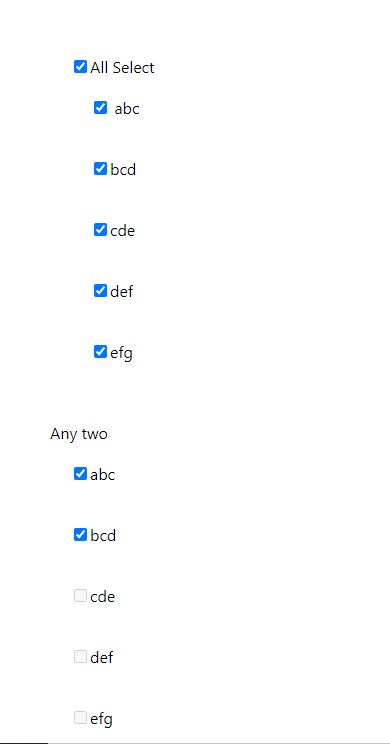 All Select
abc
bcd
cde
def
efg
Any two
abc
bcd
cde
def
efg